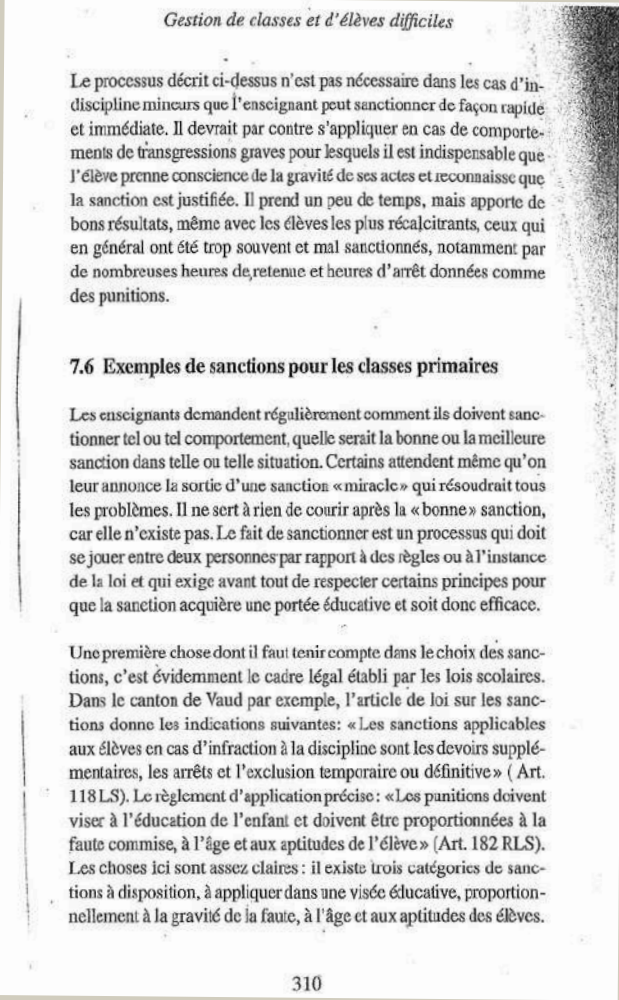 Gestion de classes et d'élèves difficiles
Le processus décrit ci-dessus n'est pas nécessaire dans les cas d'in-
discipline mineurs que l'enseignant peut sanctionner de façon rapide
et immédiate. Il devrait par contre s'appliquer en cas de comporte-
ments de transgressions graves pour lesquels il est indispensable que
l'élève prenne conscience de la gravité de ses actes et reconnaisse que
la sanction est justifiée. Il prend un peu de temps, mais apporte de
bons résultats, même avec les élèves les plus récalcitrants, ceux qui
en général ont été trop souvent et mal sanctionnés, notamment par
de nombreuses heures de retenue et heures d'arrêt données comme
des punitions.
7.6 Exemples de sanctions pour les classes primaires
Les enseignants demandent régulièrement comment ils doivent sanc-
tionner tel ou tel comportement, quelle serait la bonne ou la meilleure
sanction dans telle ou telle situation. Certains attendent même qu'on
leur annonce la sortie d'une sanction «miracle» qui résoudrait tous
les problèmes. Il ne sert à rien de courir après la «bonne» sanction,
car elle n'existe pas. Le fait de sanctionner est un processus qui doit
se jouer entre deux personnes par rapport à des règles ou à l'instance
de la loi et qui exige avant tout de respecter certains principes pour
que la sanction acquière une portée éducative et soit donc efficace.
Une première chose dont il faut tenir compte dans le choix des sanc-
tions, c'est évidemment le cadre légal établi par les lois scolaires.
Dans le canton de Vaud par exemple, l'article de loi sur les sanc-
tions donne les indications suivantes: «Les sanctions applicables
aux élèves en cas d'infraction à la discipline sont les devoirs supplé-
mentaires, les arrêts et l'exclusion temporaire ou définitive» ( Art.
118 LS). Le règlement d'application précise: «Les punitions doivent
viser à l'éducation de l'enfant et doivent être proportionnées à la
faute commise, à l'âge et aux aptitudes de l'élève» (Art. 182 RLS).
Les choses ici sont assez claires : il existe trois catégories de sanc-
tions à disposition, à appliquer dans une visée éducative, proportion-
nellement à la gravité de la faute, à l'âge et aux aptitudes des élèves.
310